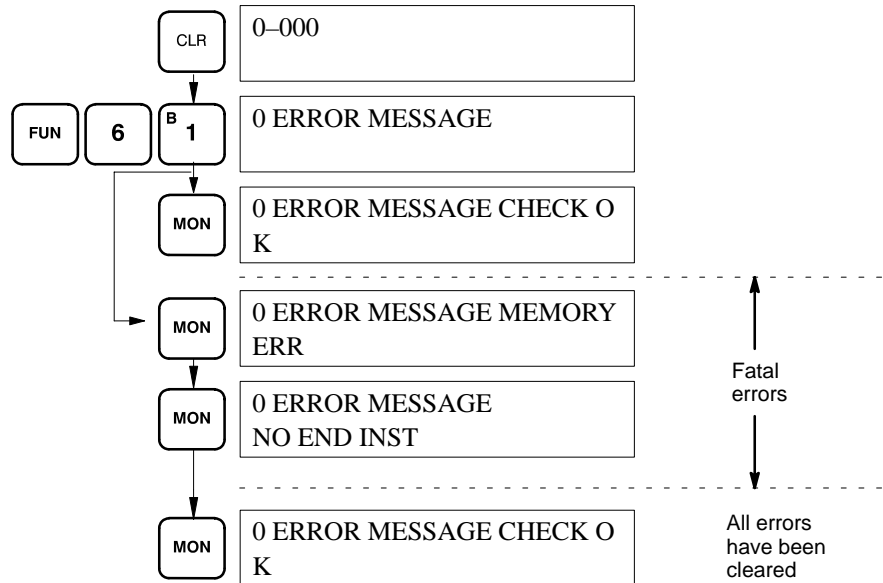 CLR
0–000
FUN
6
B
1
0 ERROR MESSAGE
MON
0 ERROR MESSAGE CHECK O
K
MON
0 ERROR MESSAGE MEMORY
ERR
Fatal
errors
MON
0 ERROR MESSAGE
NO END INST
MON
0 ERROR MESSAGE CHECK O
K
All errors
have been
cleared